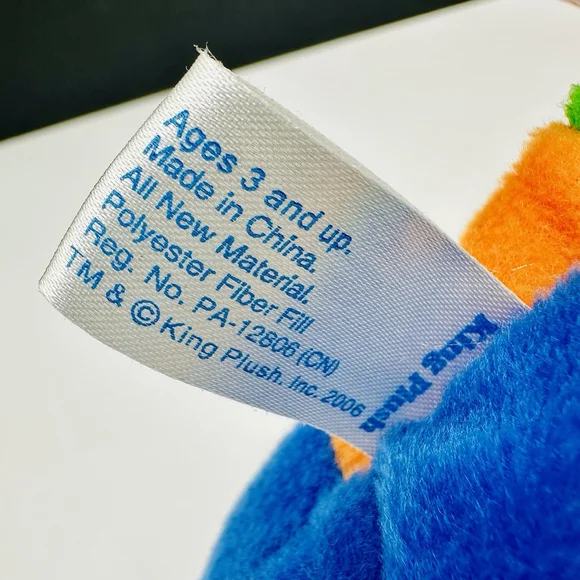 Ages 3 and up.
Made in China.
All New Material.
Polyester Fiber Fill
Reg. No. PA-12806(CN)
TM & ©King Plush. Inc. 2006
King Plush